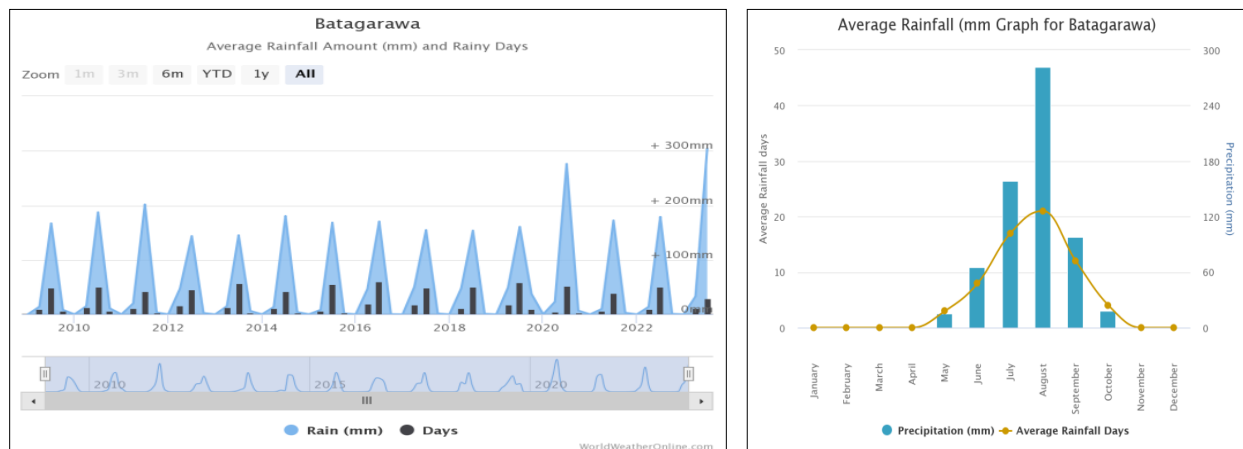 Batagarawa
Average Rainfall Amount (mm) and Rainy Days
Zoom 1m 3m 6m YTD 1y All
+ 300mm
+ 200mm
+ 100mm
0mm
2010 2012 2014 2016 2018 2020 2022
2010 2015 2020
Rain (mm) Days
WorldWeatherOnline.com
Average Rainfall (mm Graph for Batagarawa)
50 300
40 240
30 180
20 120
10 60
0 0
Average Rainfall days
Precipitation (mm)
January
February
March
April
May
June
July
August
September
October
November
December
Precipitation (mm) Average Rainfall Days